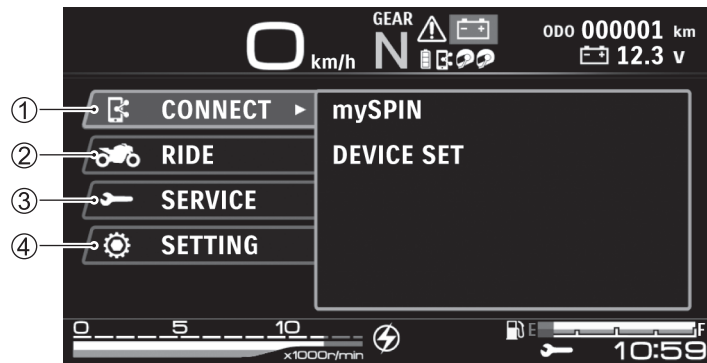 GEAR
0 km/h N
ODO 000001 km
12.3 V
① CONNECT
② RIDE
③ SERVICE
④ SETTING
mySPIN
DEVICE SET
0 5 10
x1000r/min
E F
10:59